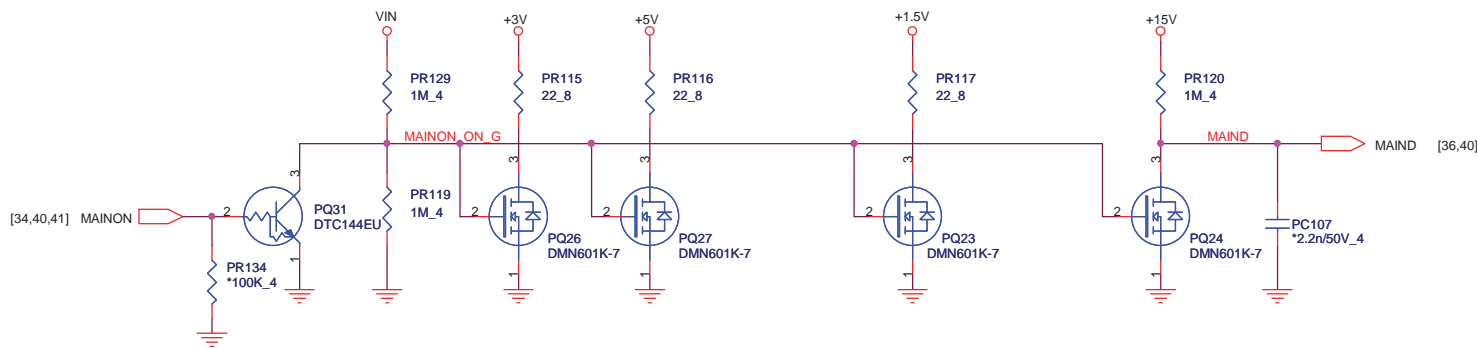 VIN
+3V
+5V
+1.5V
+15V
PR129
1M_4
PR115
22_8
PR116
22_8
PR117
22_8
PR120
1M_4
MAINON_ON_G
MAIND
MAIND [36,40]
3
3
3
3
3
[34,40,41] MAINON
2
2
2
2
2
PQ31
DTC144EU
PR119
1M_4
PQ26
DMN601K-7
PQ27
DMN601K-7
PQ23
DMN601K-7
PQ24
DMN601K-7
PC107
*2.2n/50V_4
PR134
*100K_4
1
1
1
1
1